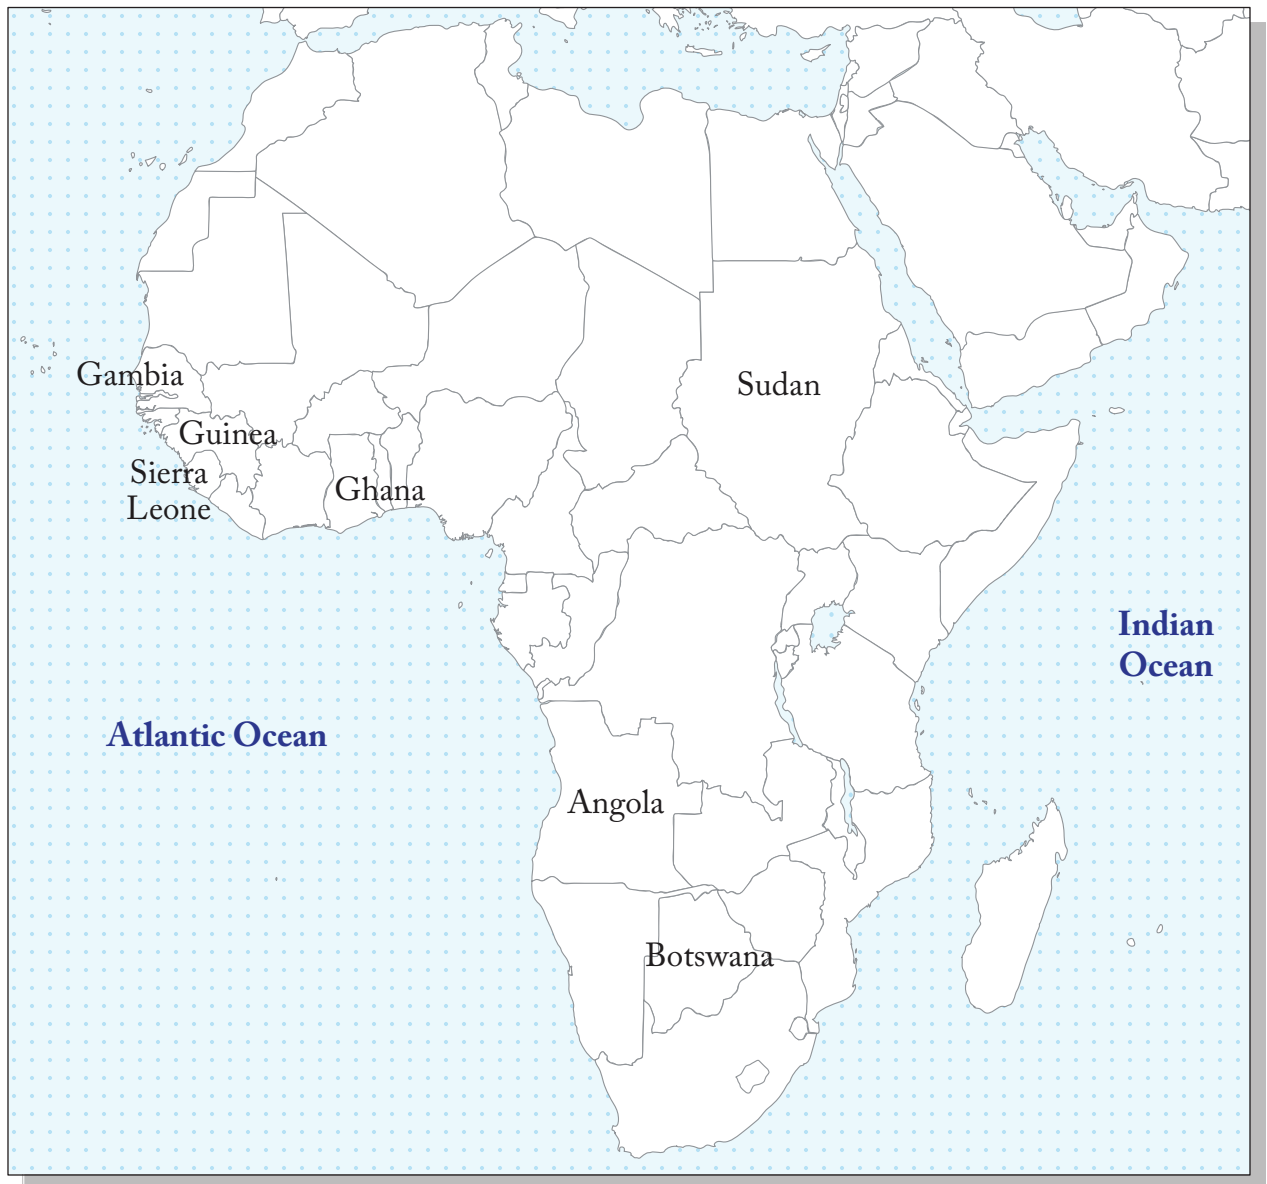 Gambia
Sudan
Guinea
Sierra
Leone
Ghana
Indian
Ocean
Atlantic Ocean
Angola
Botswana